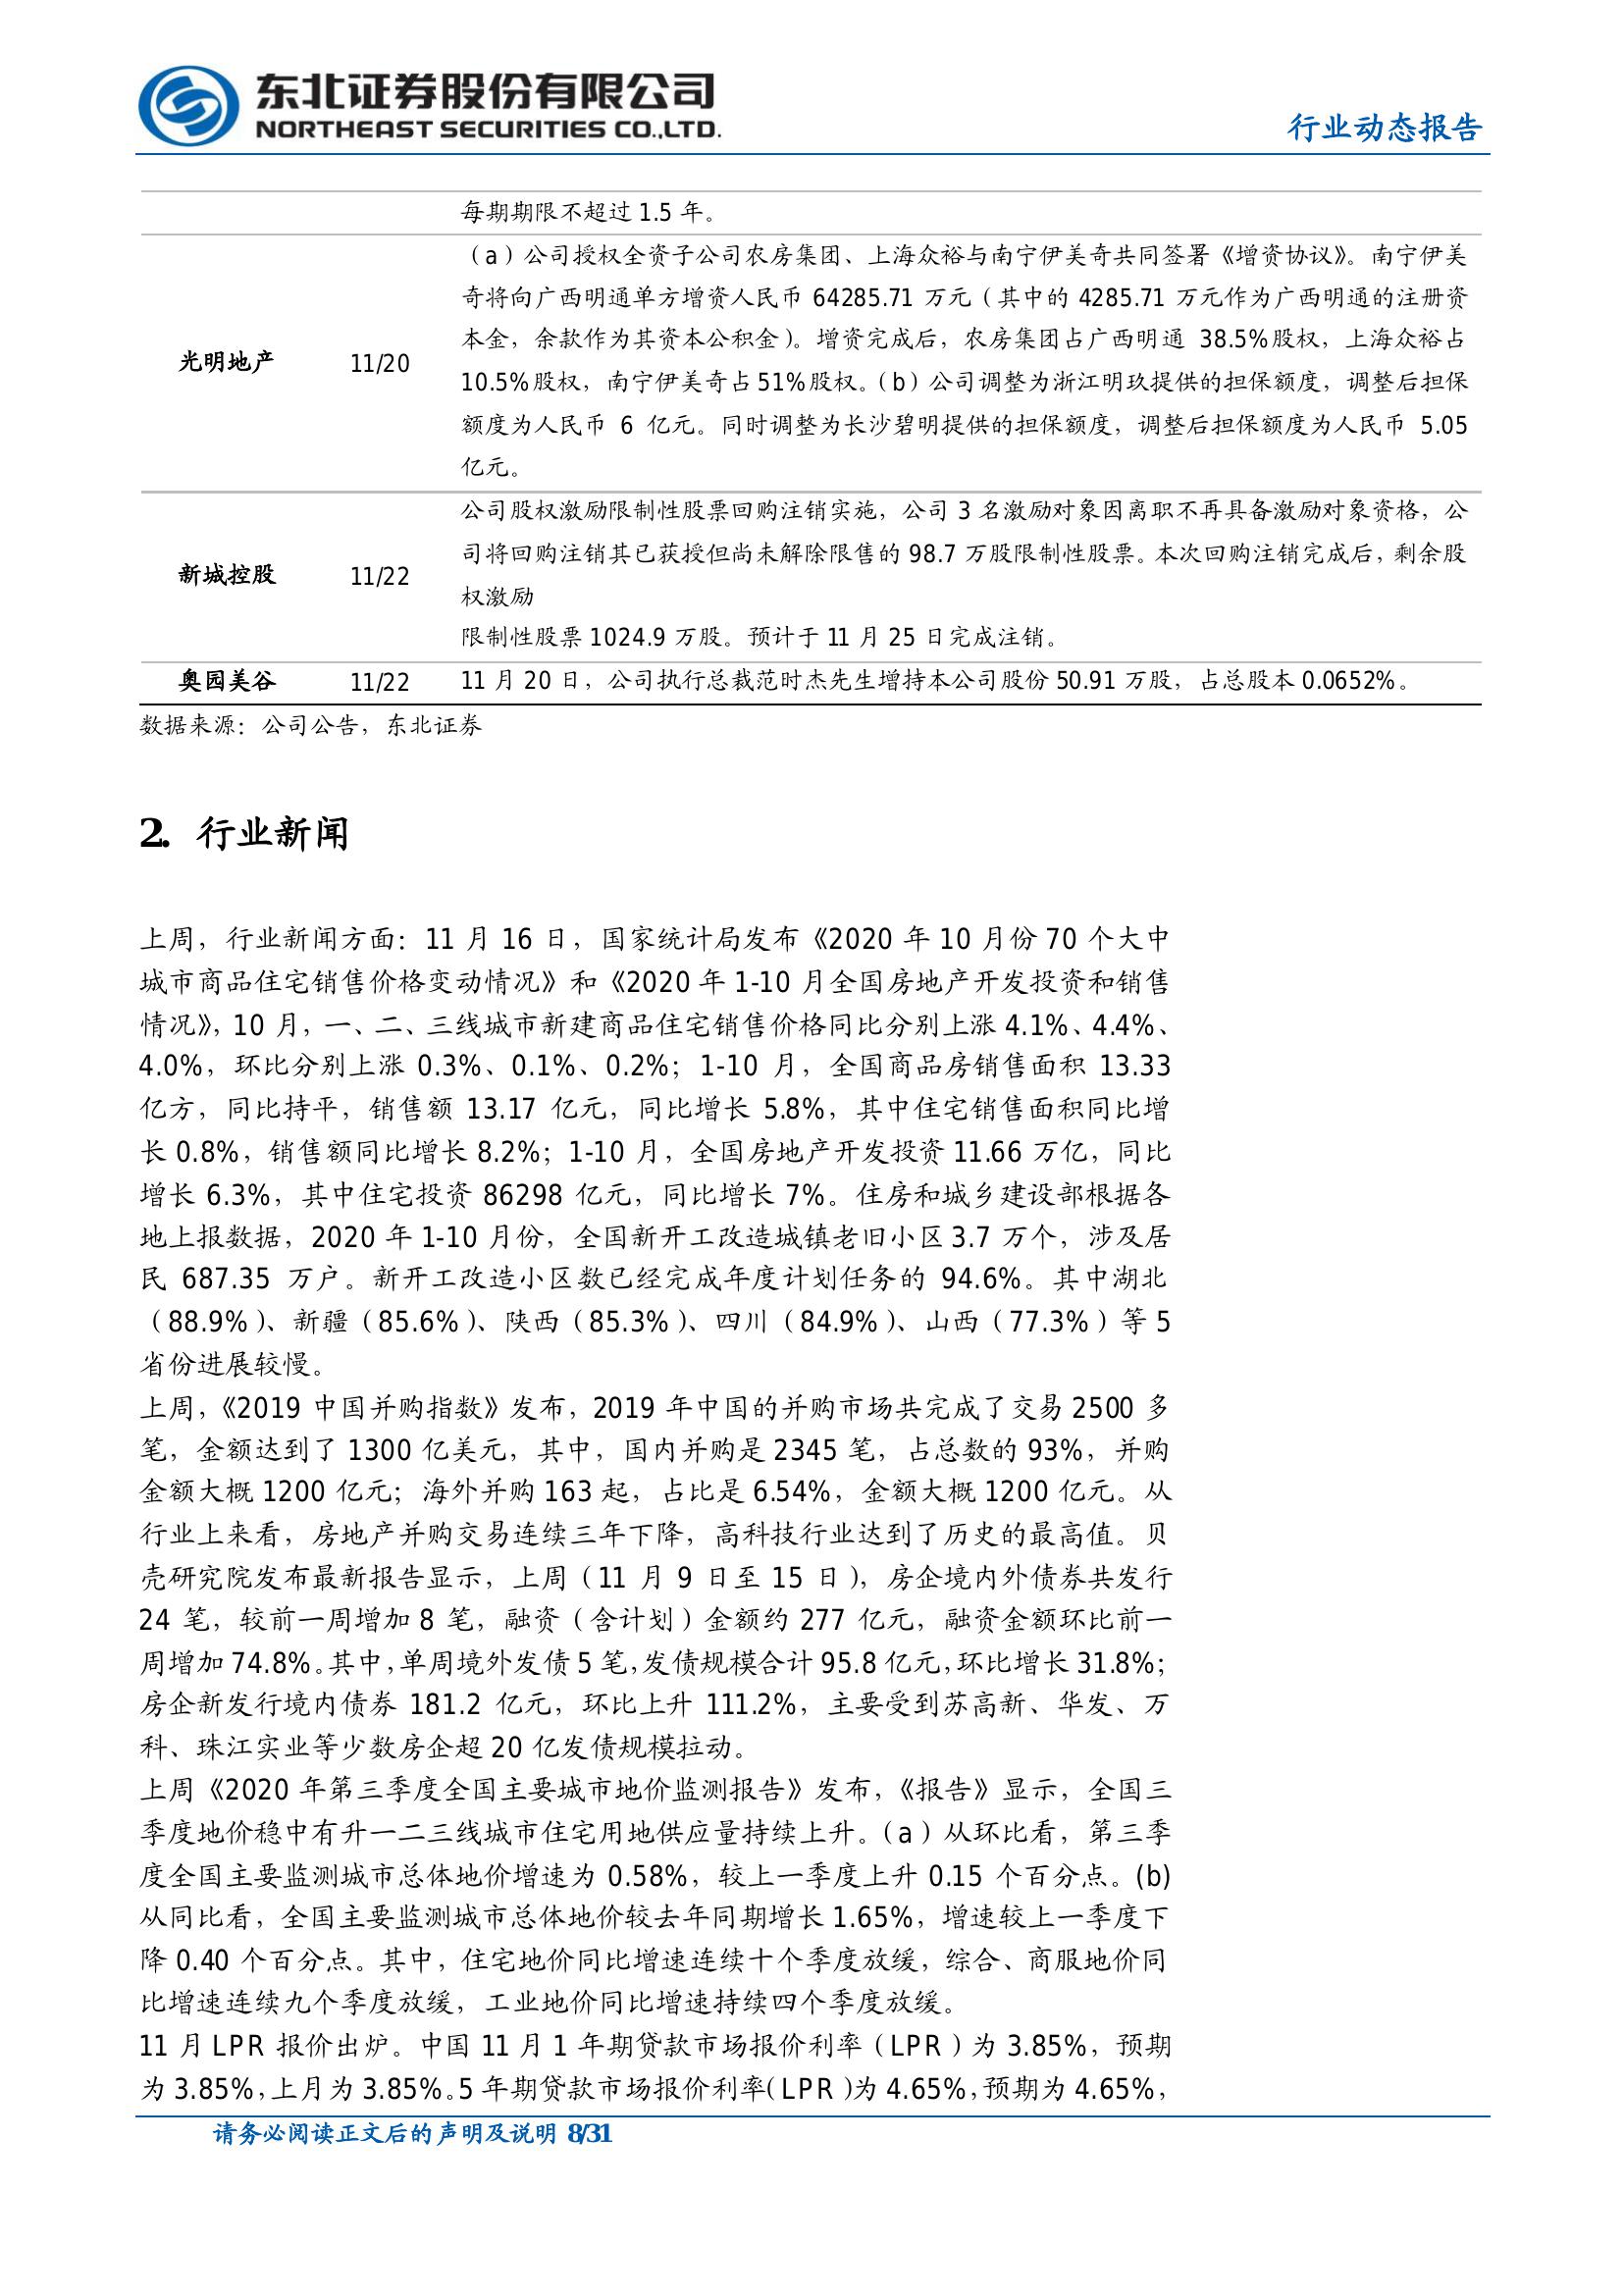 东北证券股份有限公司
NORTHEAST SECURITIES CO.,LTD.
行业动态报告
每期期限不超过 1.5 年。
光明地产 11/20
（a）公司授权全资子公司农房集团、上海众裕与南宁伊美奇共同签署《增资协议》。南宁伊美
奇将向广西明通单方增资人民币 64285.71 万元（其中的 4285.71 万元作为广西明通的注册资
本金，余款作为其资本公积金）。增资完成后，农房集团占广西明通 38.5%股权，上海众裕占
10.5%股权，南宁伊美奇占 51%股权。（b）公司调整为浙江明玖提供的担保额度，调整后担保
额度为人民币 6 亿元。同时调整为长沙碧明提供的担保额度，调整后担保额度为人民币 5.05
亿元。
新城控股 11/22
公司股权激励限制性股票回购注销实施，公司 3 名激励对象因离职不再具备激励对象资格，公
司将回购注销其已获授但尚未解除限售的 98.7 万股限制性股票。本次回购注销完成后，剩余股
权激励
限制性股票 1024.9 万股。预计于 11 月 25 日完成注销。
奥园美谷 11/22 11 月 20 日，公司执行总裁范时杰先生增持本公司股份 50.91 万股，占总股本 0.0652%。
数据来源：公司公告，东北证券
2. 行业新闻
上周，行业新闻方面：11 月 16 日，国家统计局发布《2020 年 10 月份 70 个大中
城市商品住宅销售价格变动情况》和《2020 年 1-10 月全国房地产开发投资和销售
情况》，10 月，一、二、三线城市新建商品住宅销售价格同比分别上涨 4.1%、4.4%、
4.0%，环比分别上涨 0.3%、0.1%、0.2%；1-10 月，全国商品房销售面积 13.33
亿方，同比持平，销售额 13.17 亿元，同比增长 5.8%，其中住宅销售面积同比增
长 0.8%，销售额同比增长 8.2%；1-10 月，全国房地产开发投资 11.66 万亿，同比
增长 6.3%，其中住宅投资 86298 亿元，同比增长 7%。住房和城乡建设部根据各
地上报数据，2020 年 1-10 月份，全国新开工改造城镇老旧小区 3.7 万个，涉及居
民 687.35 万户。新开工改造小区数已经完成年度计划任务的 94.6%。其中湖北
（88.9%）、新疆（85.6%）、陕西（85.3%）、四川（84.9%）、山西（77.3%）等 5
省份进展较慢。
上周，《2019 中国并购指数》发布，2019 年中国的并购市场共完成了交易 2500 多
笔，金额达到了 1300 亿美元，其中，国内并购是 2345 笔，占总数的 93%，并购
金额大概 1200 亿元；海外并购 163 起，占比是 6.54%，金额大概 1200 亿元。从
行业上来看，房地产并购交易连续三年下降，高科技行业达到了历史的最高值。贝
壳研究院发布最新报告显示，上周（11 月 9 日至 15 日），房企境内外债券共发行
24 笔，较前一周增加 8 笔，融资（含计划）金额约 277 亿元，融资金额环比前一
周增加 74.8%。其中，单周境外发债 5 笔，发债规模合计 95.8 亿元，环比增长 31.8%；
房企新发行境内债券 181.2 亿元，环比上升 111.2%，主要受到苏高新、华发、万
科、珠江实业等少数房企超 20 亿发债规模拉动。
上周《2020 年第三季度全国主要城市地价监测报告》发布，《报告》显示，全国三
季度地价稳中有升一二三线城市住宅用地供应量持续上升。（a）从环比看，第三季
度全国主要监测城市总体地价增速为 0.58%，较上一季度上升 0.15 个百分点。(b)
从同比看，全国主要监测城市总体地价较去年同期增长 1.65%，增速较上一季度下
降 0.40 个百分点。其中，住宅地价同比增速连续十个季度放缓，综合、商服地价同
比增速连续九个季度放缓，工业地价同比增速持续四个季度放缓。
11 月 LPR 报价出炉。中国 11 月 1 年期贷款市场报价利率（LPR）为 3.85%，预期
为 3.85%，上月为 3.85%。5 年期贷款市场报价利率（LPR）为 4.65%，预期为 4.65%，
请务必阅读正文后的声明及说明 8/31